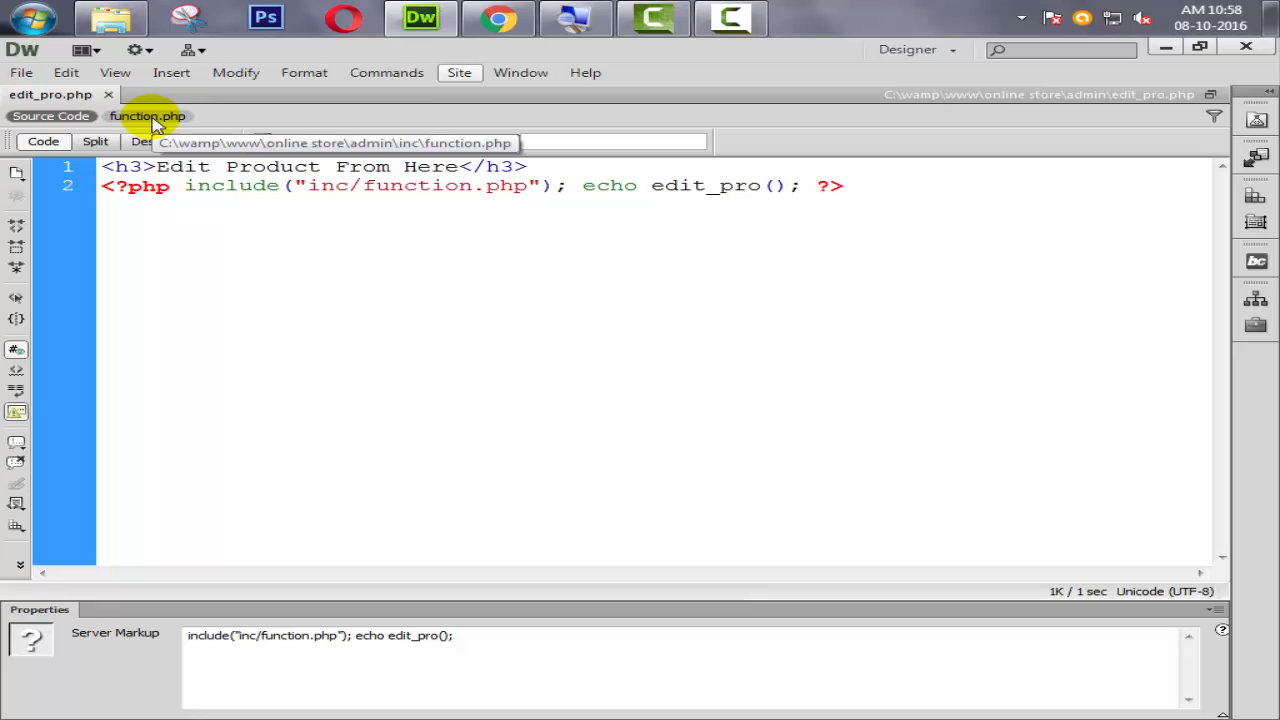 Ps
Dw
AM 10:58
08-10-2016
Dw
Designer
File Edit View Insert Format Commands Site Window Help
edit_pro.php
C:\wamp\www\online store\admin\edit_pro.php
Source Code function.php
Code Split Des
C:\wamp\www\online store\admin\inc\function.php
1 <h3>Edit Product From Here</h3>
2 <?php include("inc/function.php"); echo edit_pro(); ?>
bc
1K / 1 sec Unicode (UTF-8)
Properties
Server Markup
include("inc/function.php"); echo edit_pro();